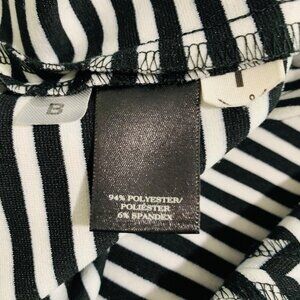 B
94% POLYESTER/
POLIÉSTER
6% SPANDEX